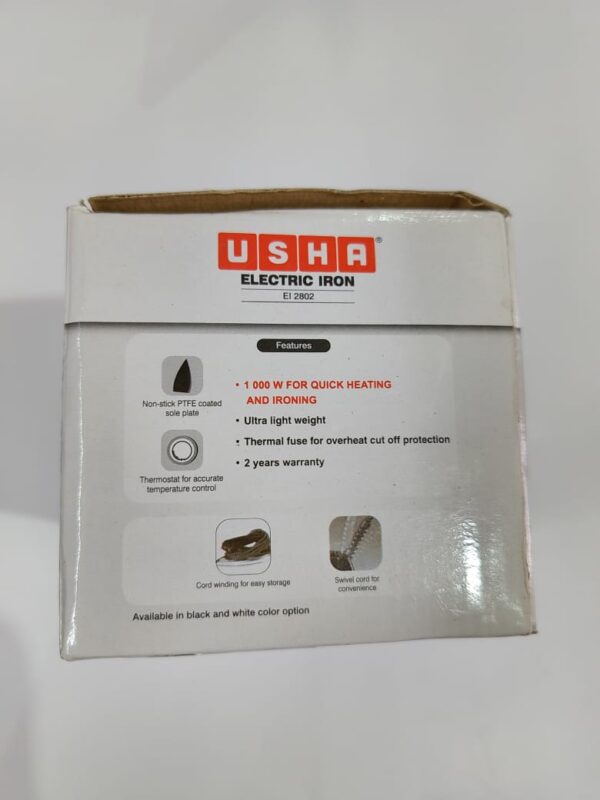 USHA®
ELECTRIC IRON
EI 2802
Features
Non-stick PTFE coated
sole plate
Thermostat for accurate
temperature control
• 1 000 W FOR QUICK HEATING
AND IRONING
• Ultra light weight
• Thermal fuse for overheat cut off protection
• 2 years warranty
Cord winding for easy storage
Swivel cord for
convenience
Available in black and white color option